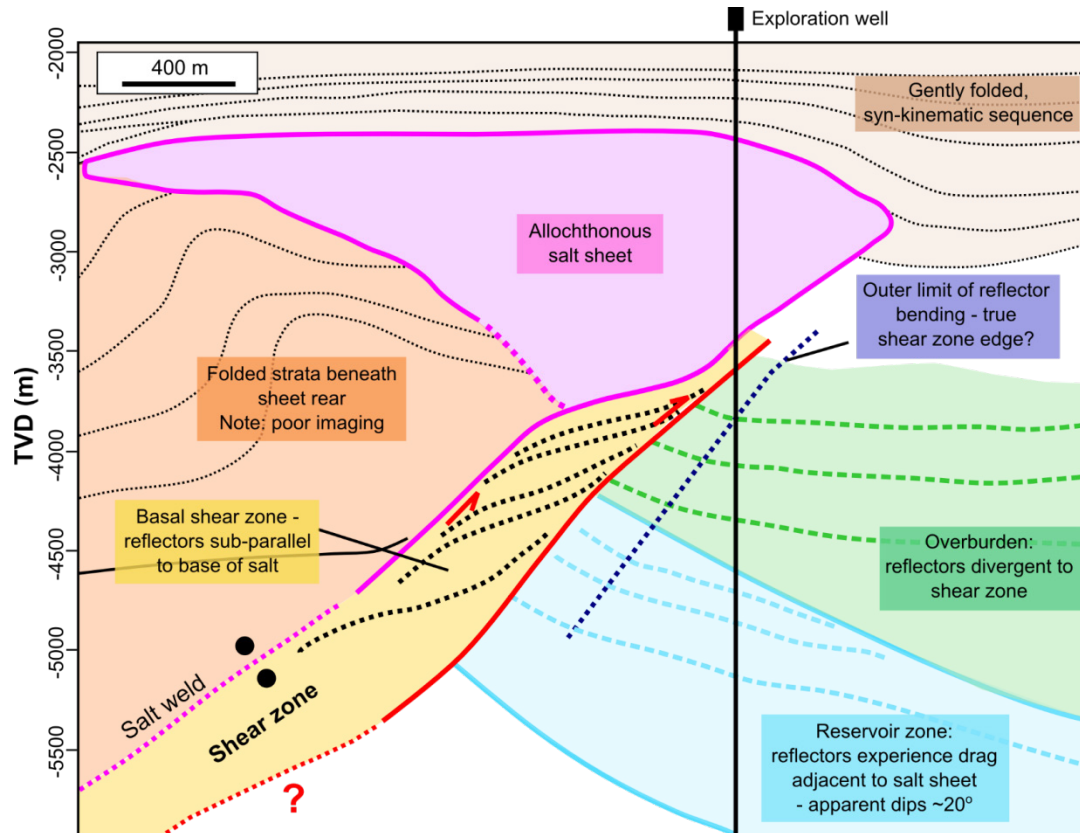 Exploration well
-2000
-2500
-3000
-3500
-4000
-4500
-5000
-5500
TVD (m)
400 m
Gently folded,
syn-kinematic sequence
Allochthonous
salt sheet
Outer limit of reflector
bending - true
shear zone edge?
Folded strata beneath
sheet rear
Note: poor imaging
Basal shear zone -
reflectors sub-parallel
to base of salt
Overburden:
reflectors divergent to
shear zone
Salt weld
Shear zone
?
Reservoir zone:
reflectors experience drag
adjacent to salt sheet
- apparent dips ~20°